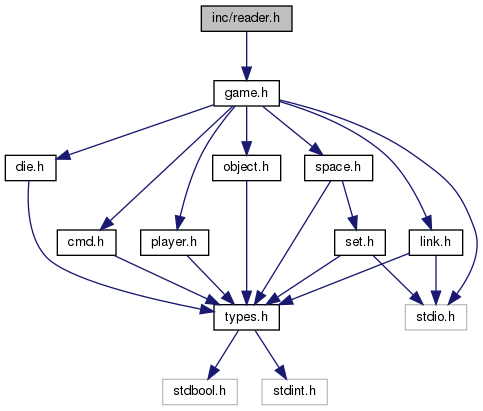 inc/reader.h
game.h
die.h
object.h
space.h
cmd.h
player.h
set.h
link.h
types.h
stdio.h
stdbool.h
stdint.h